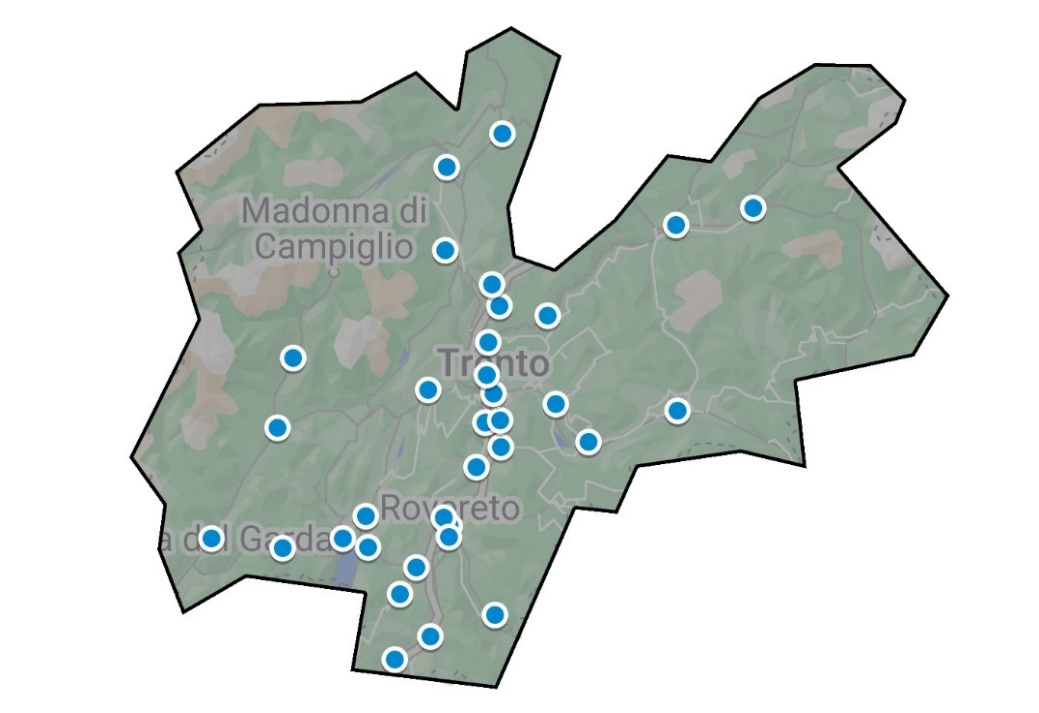 Madonna di
Campiglio
Trento
Rovereto
del Garda